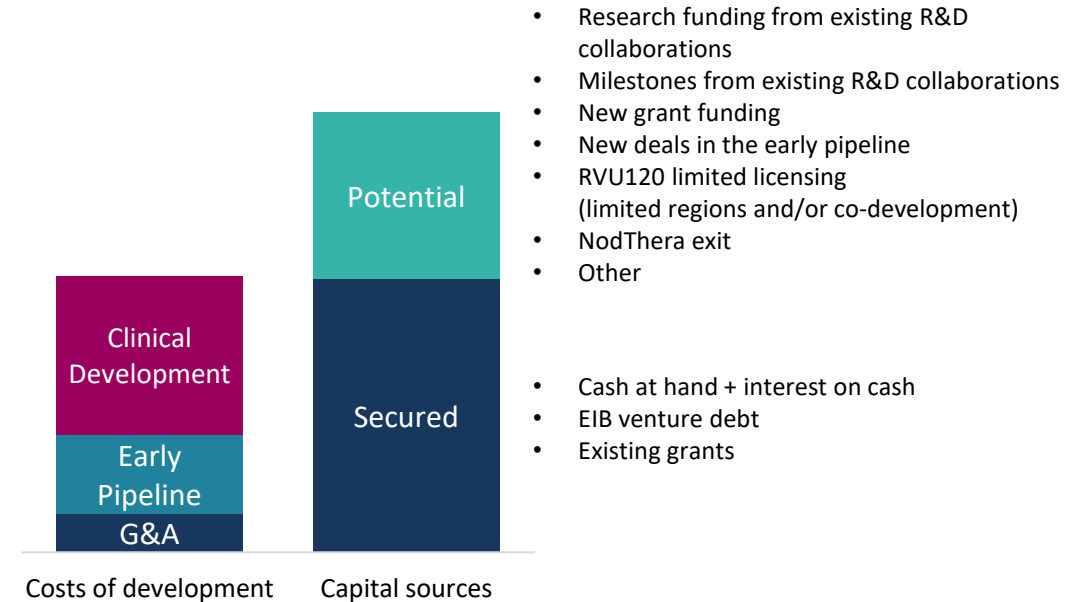 • Research funding from existing R&D
collaborations
• Milestones from existing R&D collaborations
• New grant funding
• New deals in the early pipeline
• RVU120 limited licensing
(limited regions and/or co-development)
• NodThera exit
• Other
Potential
Clinical
Development
Early
Pipeline
G&A
Secured
• Cash at hand + interest on cash
• EIB venture debt
• Existing grants
Costs of development
Capital sources